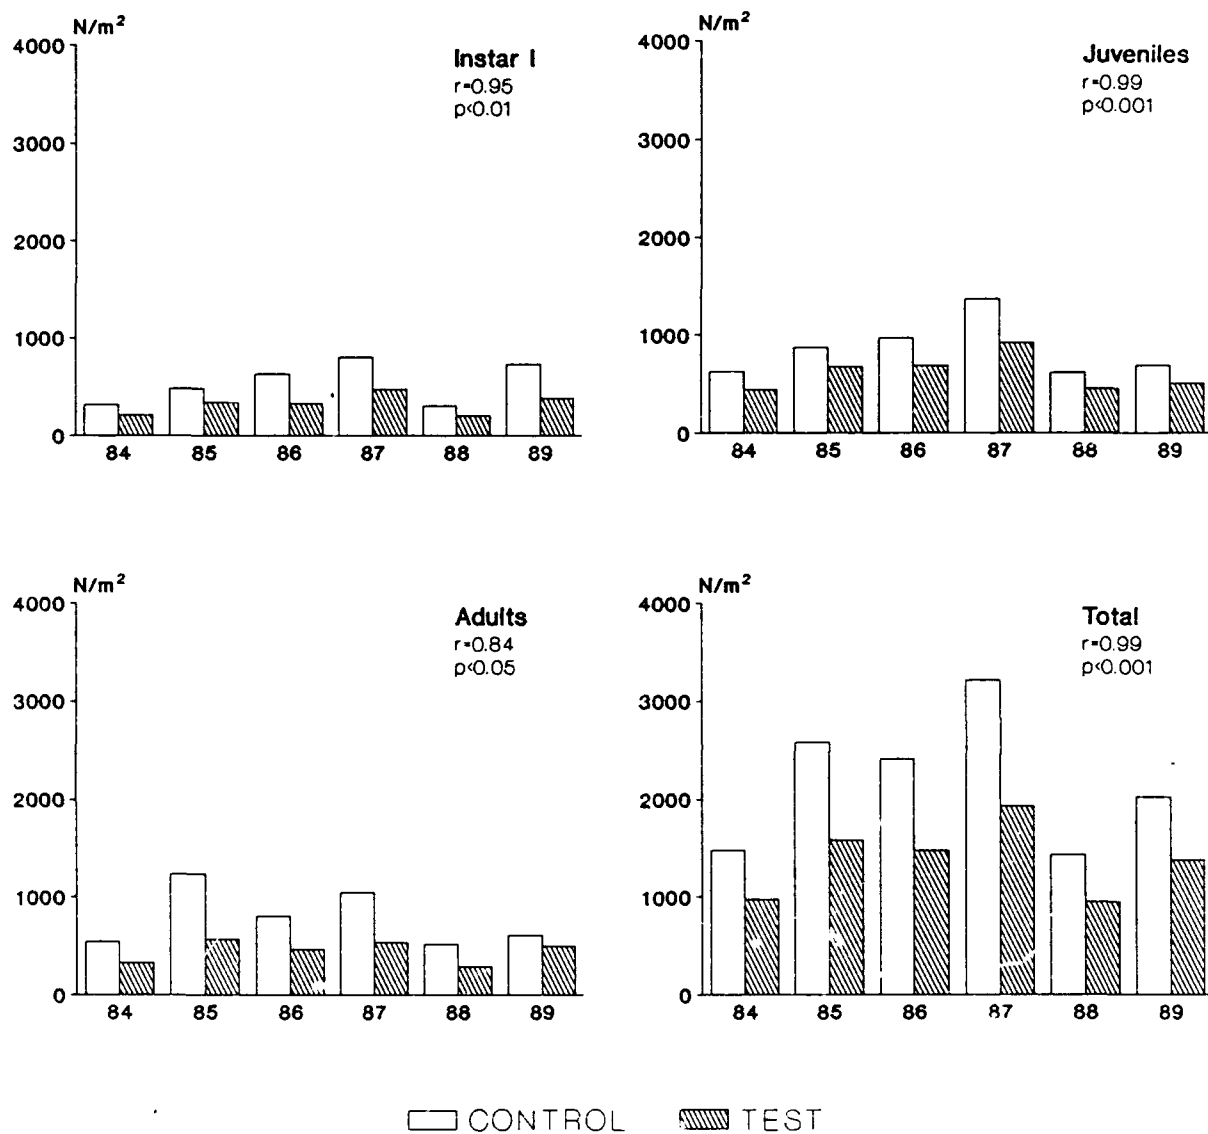 N/m²
4000
3000
2000
1000
0
Instar I
r=0.95
p<0.01
84 85 86 87 88 89
N/m²
4000
3000
2000
1000
0
Juveniles
r=0.99
p<0.001
84 85 86 87 88 89
N/m²
4000
3000
2000
1000
0
Adults
r=0.84
p<0.05
84 85 86 87 88 89
N/m²
4000
3000
2000
1000
0
Total
r=0.99
p<0.001
84 85 86 87 88 89
CONTROL TEST